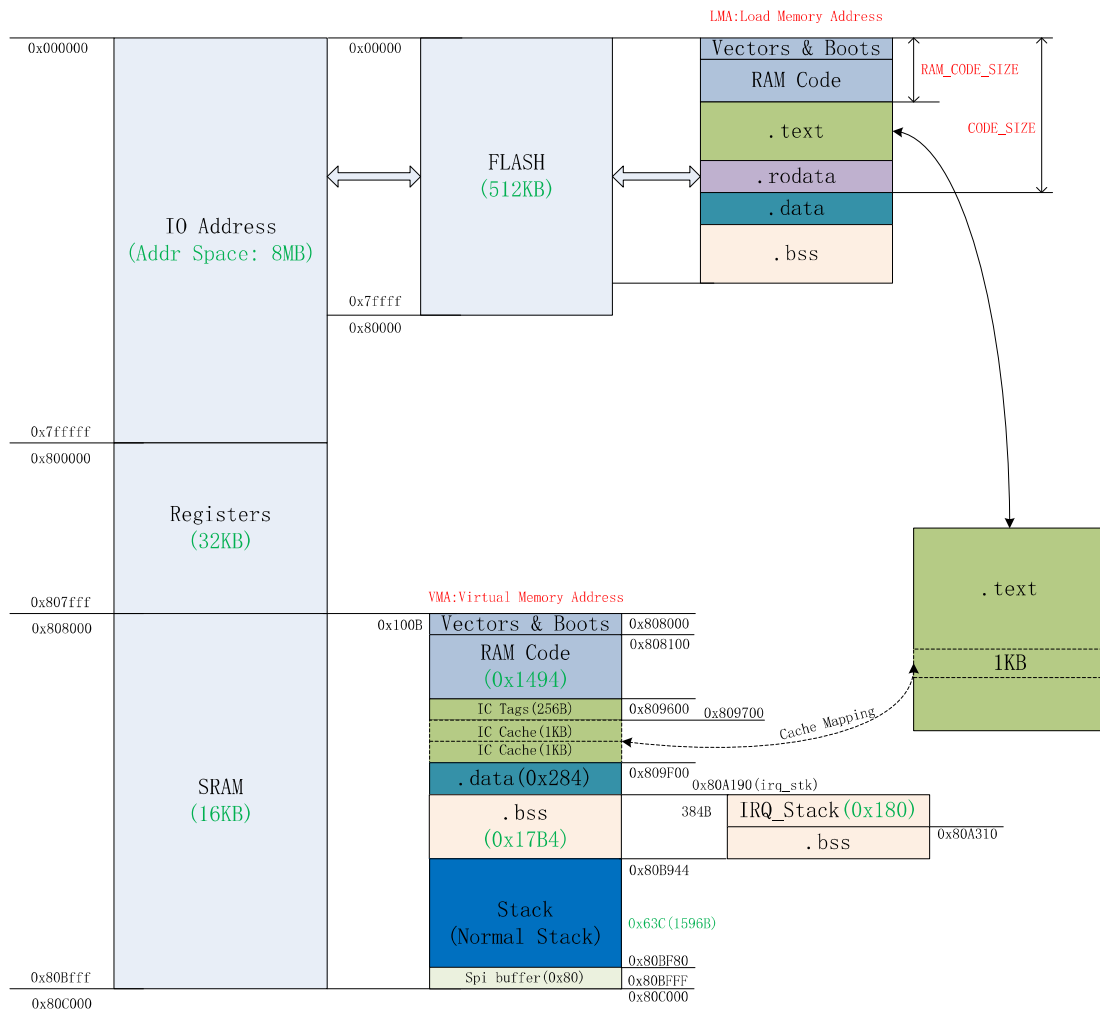 LMA:Load Memory Address
0x000000
0x00000
Vectors & Boots
RAM Code
RAM_CODE_SIZE
.text
CODE_SIZE
FLASH
(512KB)
.rodata
.data
IO Address
(Addr Space: 8MB)
.bss
0x7ffff
0x80000
0x7fffff
0x800000
Registers
(32KB)
.text
1KB
0x807fff
0x808000
VMA:Virtual Memory Address
0x100B
Vectors & Boots
0x808000
0x808100
RAM Code
(0x1494)
IC Tags(256B)
0x809600
0x809700
IC Cache(1KB)
IC Cache(1KB)
Cache Mapping
.data(0x284)
0x809F00
0x80A190(irq_stk)
SRAM
(16KB)
.bss
(0x17B4)
384B
IRQ_Stack(0x180)
0x80A310
.bss
0x80B944
Stack
(Normal Stack)
0x63C(1596B)
0x80BF80
Spi buffer(0x80)
0x80BFFF
0x80C000
0x80Bfff
0x80C000